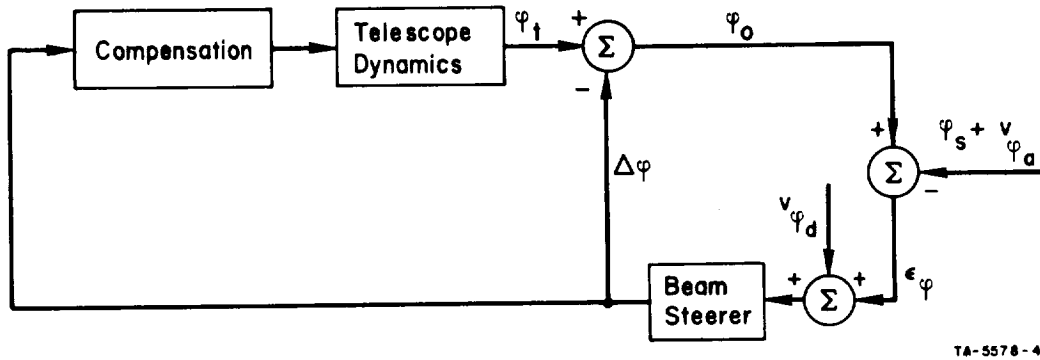 Compensation
Telescope
Dynamics
φt
+
Σ
−
φo
+
φs + vφa
Σ
−
Δφ
vφd
εφ
Beam
Steerer
+
Σ
+
TA-5578-4